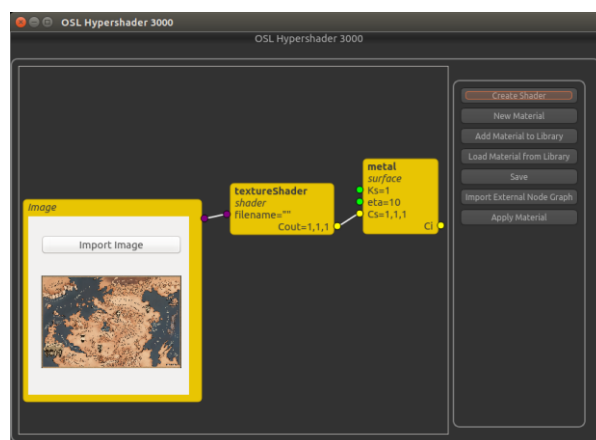 OSL Hypershader 3000
OSL Hypershader 3000
Image
Import Image
textureShader
shader
filename=""
Cout=1,1,1
metal
surface
Ks=1
eta=10
Cs=1,1,1
Ci
Create Shader
New Material
Add Material to Library
Load Material from Library
Save
Import External Node Graph
Apply Material